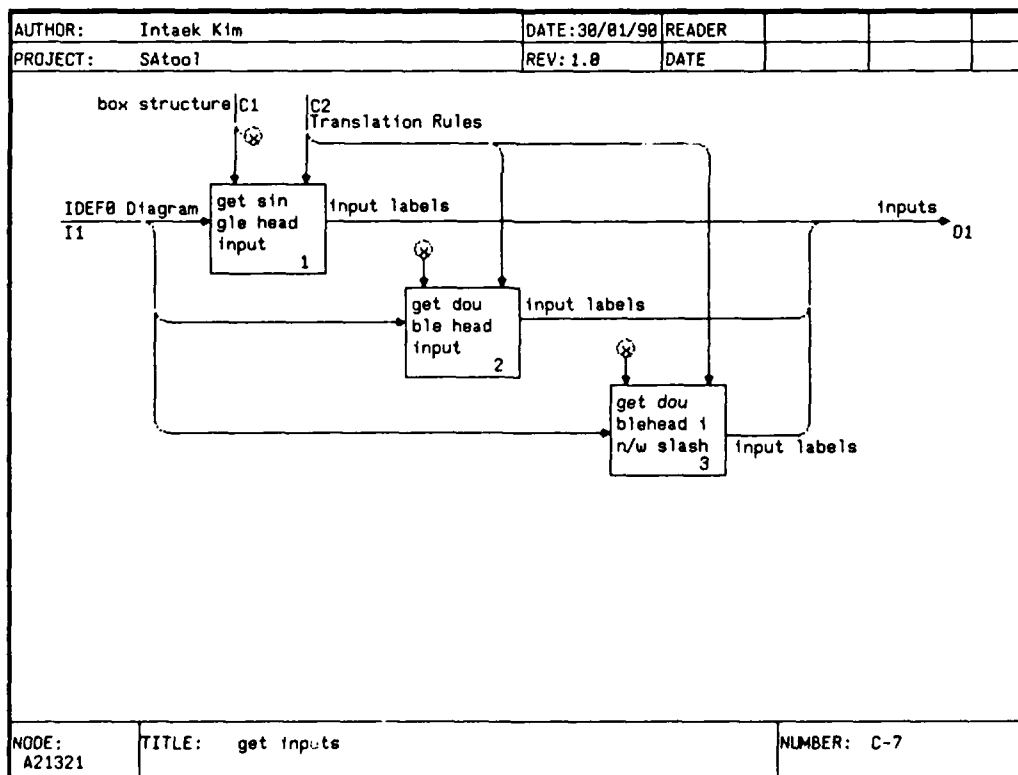 AUTHOR: Intaek Kim DATE:30/01/90 READER
PROJECT: SAtool REV: 1.0 DATE
box structure C1 C2
Translation Rules
x
IDEF0 Diagram
I1
get sin
gle head
input
1
input labels
inputs
O1
x
get dou
ble head
input
2
input labels
x
get dou
blehead i
n/w slash
3
input labels
NODE: TITLE: get inputs NUMBER: C-7
A21321